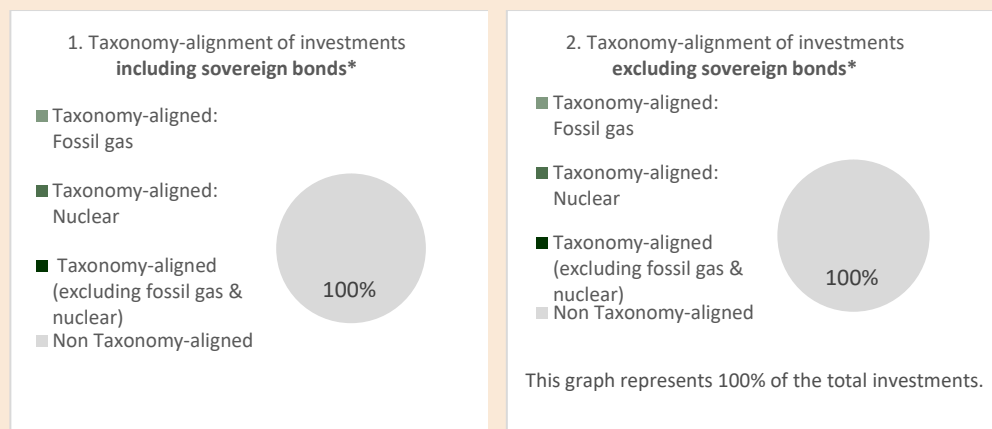 1. Taxonomy-alignment of investments
including sovereign bonds*
Taxonomy-aligned:
Fossil gas
Taxonomy-aligned:
Nuclear
Taxonomy-aligned
(excluding fossil gas &
nuclear)
Non Taxonomy-aligned
100%
2. Taxonomy-alignment of investments
excluding sovereign bonds*
Taxonomy-aligned:
Fossil gas
Taxonomy-aligned:
Nuclear
Taxonomy-aligned
(excluding fossil gas &
nuclear)
Non Taxonomy-aligned
100%
This graph represents 100% of the total investments.